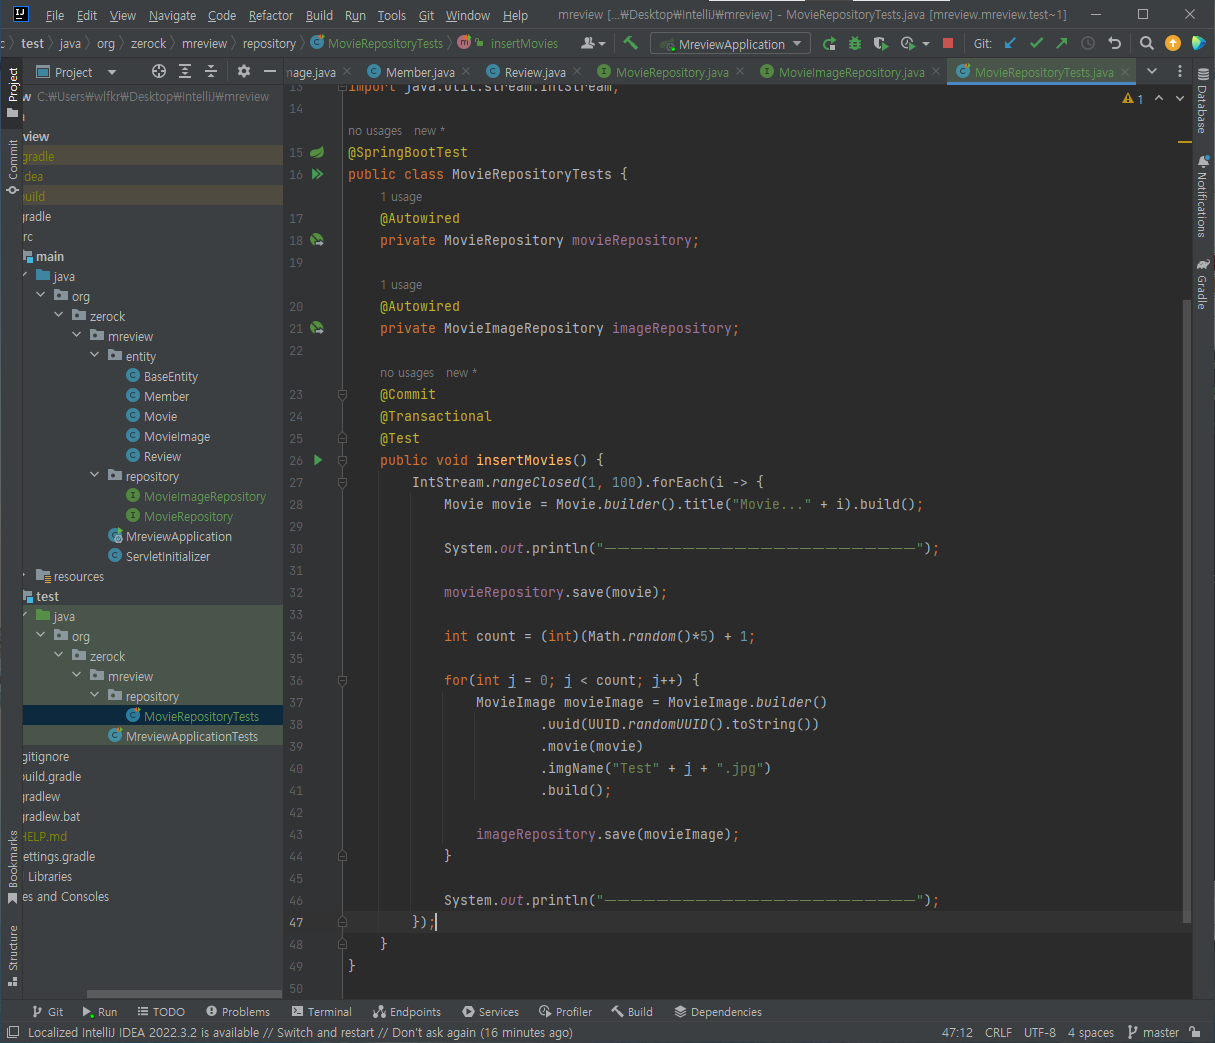 File Edit View Navigate Code Refactor Build Run Tools Git Window Help mreview [...₩Desktop₩IntelliJ₩mreview] - MovieRepositoryTests.java [mreview.mreview.test~1]
test java org zerock mreview repository MovieRepositoryTests insertMovies MreviewApplication Git:
Project
mage.java Member.java Review.java MovieRepository.java MovieImageRepository.java MovieRepositoryTests.java
C:₩Users₩wlfkr₩Desktop₩IntelliJ₩mreview
view
gradle
idea
build
gradle
rc
main
java
org
zerock
mreview
entity
BaseEntity
Member
Movie
MovieImage
Review
repository
MovieImageRepository
MovieRepository
MreviewApplication
ServletInitializer
resources
test
java
org
zerock
mreview
repository
MovieRepositoryTests
MreviewApplicationTests
gitignore
build.gradle
gradlew
gradlew.bat
HELP.md
ettings.gradle
Libraries
es and Consoles
Project
Commit
Bookmarks
Structure
13 import java.util.stream.IntStream;
1
14
no usages new *
15 @SpringBootTest
16 public class MovieRepositoryTests {
1 usage
17 @Autowired
18 private MovieRepository movieRepository;
19
1 usage
20 @Autowired
21 private MovieImageRepository imageRepository;
22
no usages new *
23 @Commit
24 @Transactional
25 @Test
26 public void insertMovies() {
27 IntStream.rangeClosed(1, 100).forEach(i -> {
28 Movie movie = Movie.builder().title("Movie..." + i).build();
29
30 System.out.println("————————————————————————");
31
32 movieRepository.save(movie);
33
34 int count = (int)(Math.random()*5) + 1;
35
36 for(int j = 0; j < count; j++) {
37 MovieImage movieImage = MovieImage.builder()
38 .uuid(UUID.randomUUID().toString())
39 .movie(movie)
40 .imgName("Test" + j + ".jpg")
41 .build();
42
43 imageRepository.save(movieImage);
44 }
45
46 System.out.println("————————————————————————");
47 });
48 }
49 }
50
Database
Notifications
Gradle
Git Run TODO Problems Terminal Endpoints Services Profiler Build Dependencies
Localized IntelliJ IDEA 2022.3.2 is available // Switch and restart // Don't ask again (16 minutes ago) 47:12 CRLF UTF-8 4 spaces master